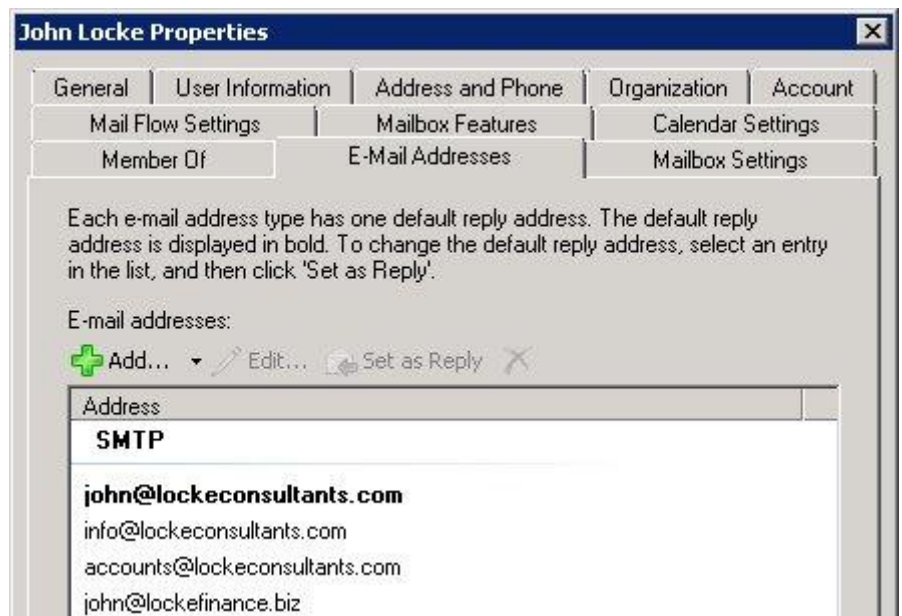 John Locke Properties
General User Information Address and Phone Organization Account
Mail Flow Settings Mailbox Features Calendar Settings
Member Of E-Mail Addresses Mailbox Settings
Each e-mail address type has one default reply address. The default reply
address is displayed in bold. To change the default reply address, select an entry
in the list, and then click 'Set as Reply'.
E-mail addresses:
Add... Edit... Set as Reply
Address
SMTP
john@lockeconsultants.com
info@lockeconsultants.com
accounts@lockeconsultants.com
john@lockefinance.biz